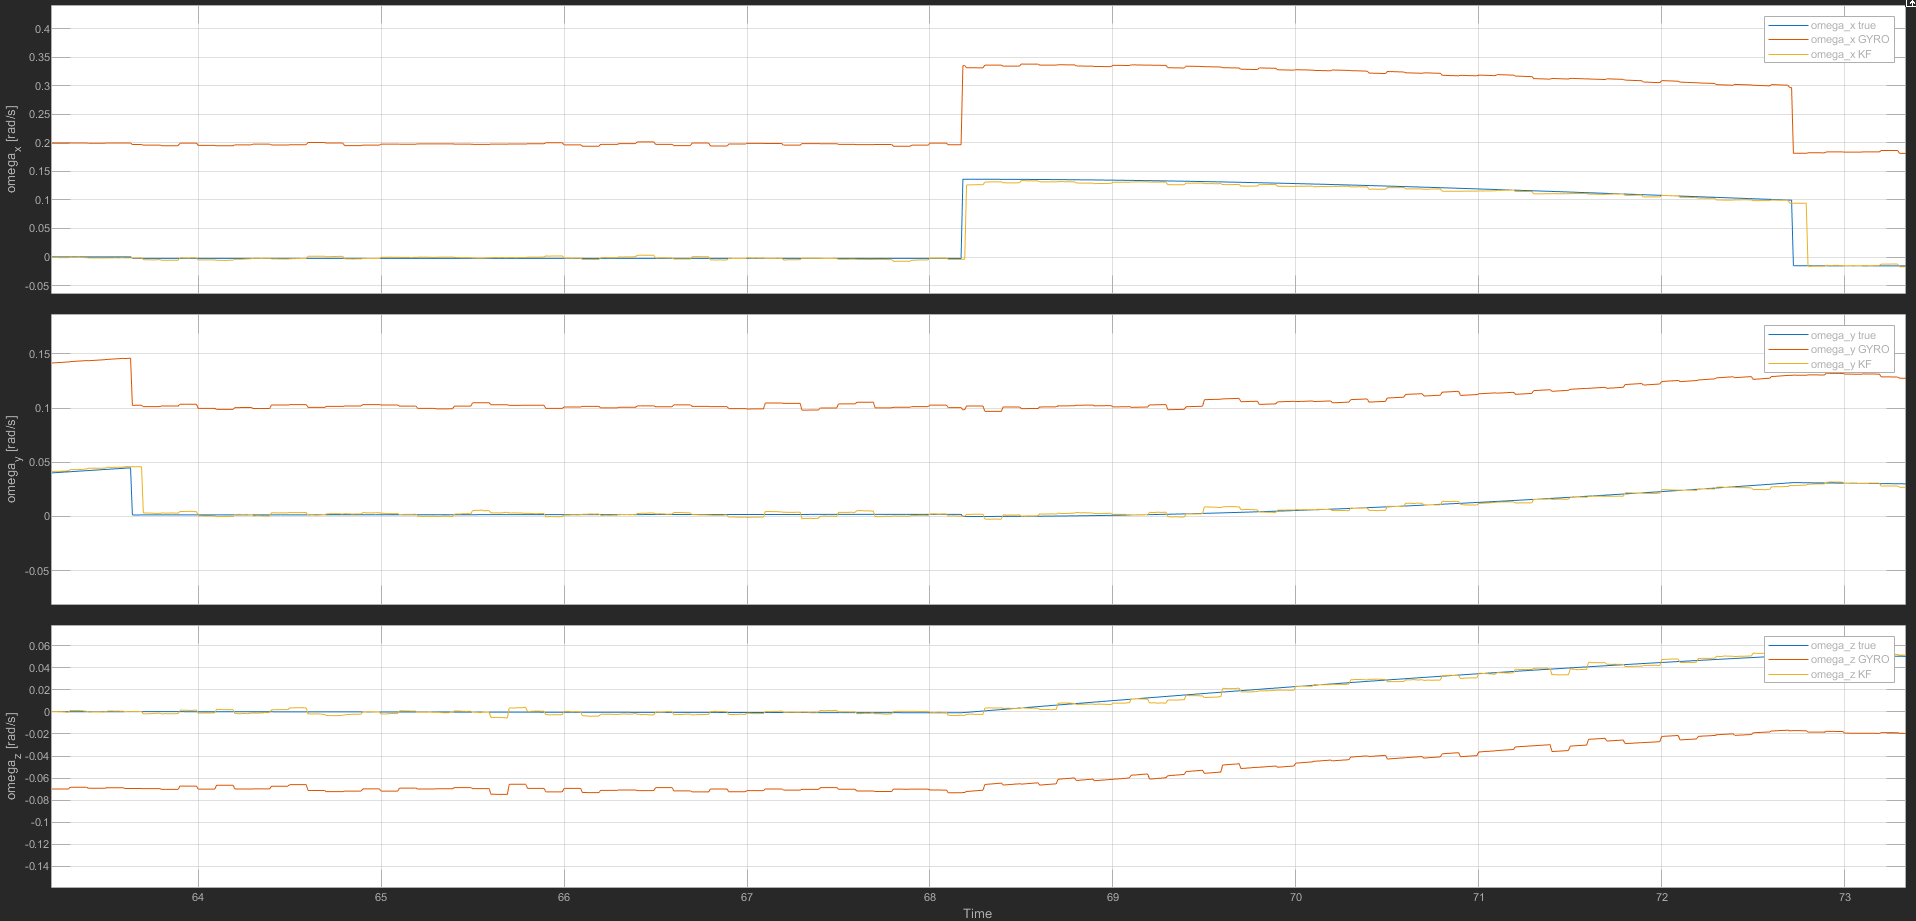 omega_x [rad/s]
0.4
0.35
0.3
0.25
0.2
0.15
0.1
0.05
0
-0.05
omega_x true
omega_x GYRO
omega_x KF
omega_y [rad/s]
0.15
0.1
0.05
0
-0.05
omega_y true
omega_y GYRO
omega_y KF
omega_z [rad/s]
0.06
0.04
0.02
0
-0.02
-0.04
-0.06
-0.08
-0.1
-0.12
-0.14
omega_z true
omega_z GYRO
omega_z KF
64 65 66 67 68 69 70 71 72 73
Time